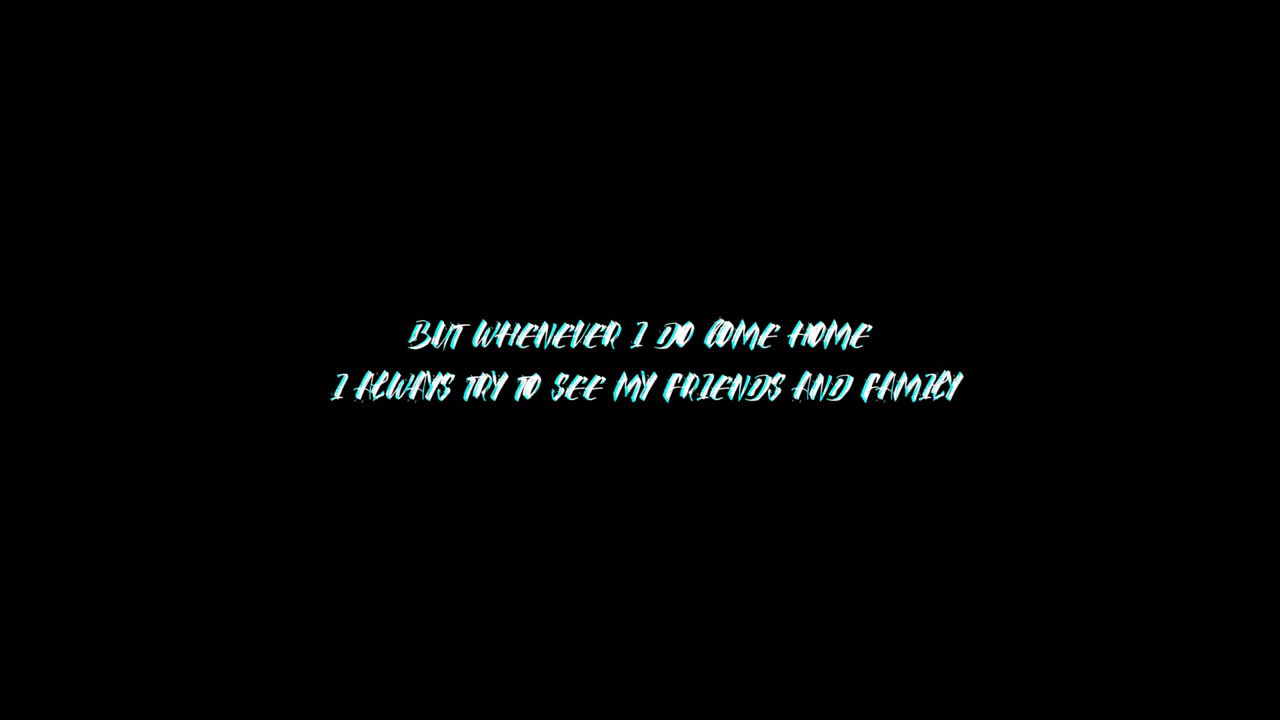 BUT WHENEVER I DO COME HOME
I ALWAYS TRY TO SEE MY FRIENDS AND FAMILY